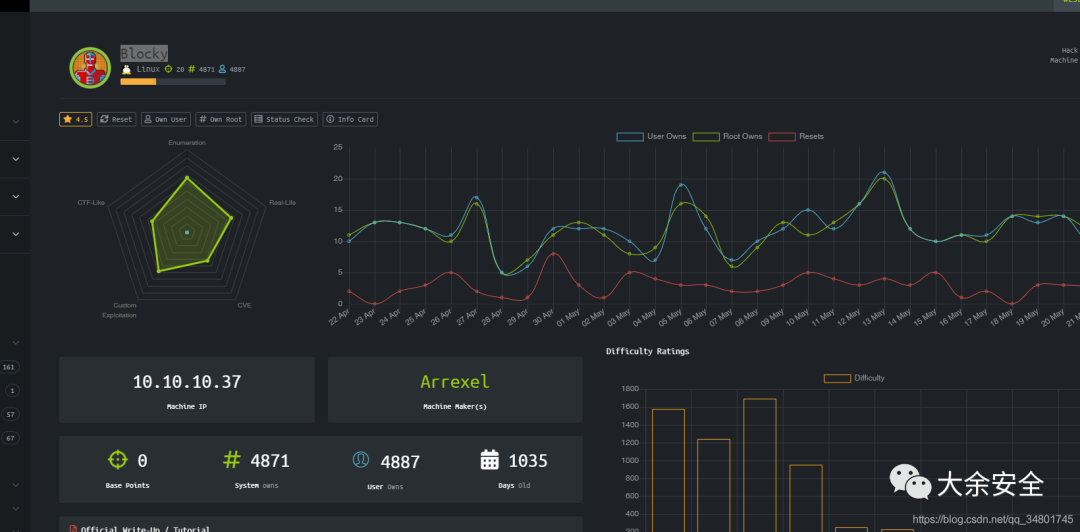 Blocky
Linux 20 4871 4887
Hack
Machine
4.5 Reset Own User Own Root Status Check Info Card
Enumeration
CTF-Like
Real-Life
Custom
Exploitation
CVE
User Owns Root Owns Resets
25
20
15
10
5
0
22 Apr 23 Apr 24 Apr 25 Apr 26 Apr 27 Apr 28 Apr 29 Apr 30 Apr 01 May 02 May 03 May 04 May 05 May 06 May 07 May 08 May 09 May 10 May 11 May 12 May 13 May 14 May 15 May 16 May 17 May 18 May 19 May 20 May 21 May
161
1
57
67
10.10.10.37
Machine IP
Arrexel
Machine Maker(s)
0
Base Points
4871
System owns
4887
User Owns
1035
Days Old
Official Write-Up / Tutorial
Difficulty Ratings
Difficulty
1800
1600
1400
1200
1000
800
600
400
200
大余安全
https://blog.csdn.net/qq_34801745